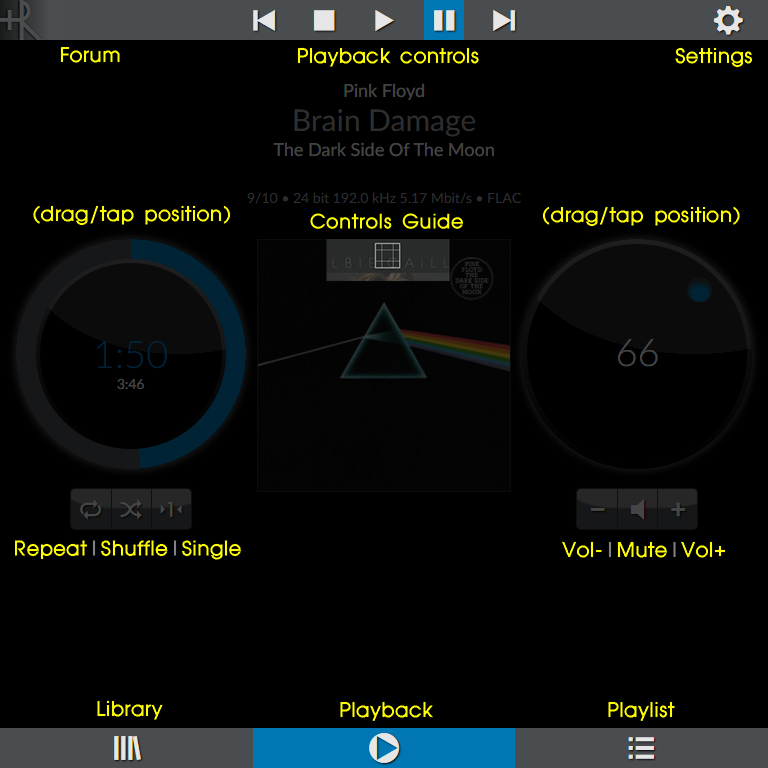 Forum
Playback controls
Settings
Pink Floyd
Brain Damage
The Dark Side Of The Moon
9/10 • 24 bit 192.0 kHz 5.17 Mbit/s • FLAC
(drag/tap position)
Controls Guide
(drag/tap position)
PINK
FLOYD
THE
DARK SIDE
OF THE
MOON
1:50
3:46
66
1
Repeat | Shuffle | Single
Vol- | Mute | Vol+
Library
Playback
Playlist